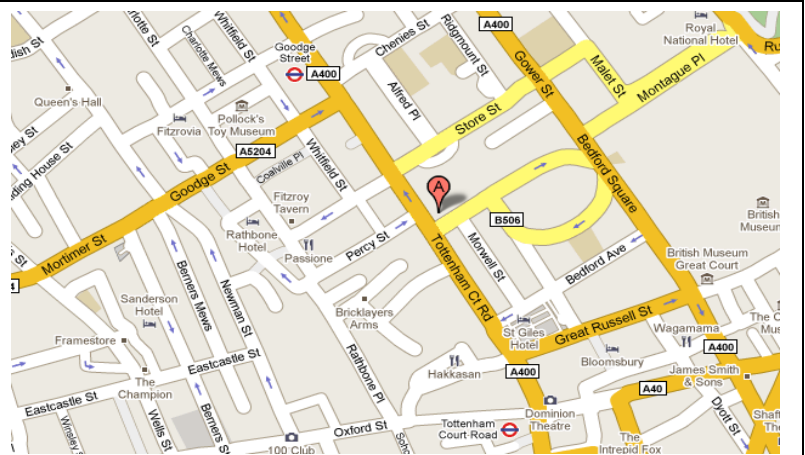 A400
Royal
National Hotel
Ru
Goodge
Street
A400
Chenies St
Ridgmount St
Gower St
Malet St
Montague Pl
Whitfield St
Charlotte Mews
Queen's Hall
Fitzrovia
Pollock's
Toy Museum
Alfred Pl
Store St
A5204
Goodge St
Coalville Pl
Whitfield St
Bedford Square
A
B506
Fitzroy
Tavern
Rathbone
Hotel
Passione
Percy St
Mortimer St
Tottenham Ct Rd
Morwell St
Bedford Ave
British
Museum
British Museum
Great Court
Berners Mews
Newman St
Sanderson
Hotel
Bricklayers
Arms
St Giles
Hotel
Great Russell St
Wagamama
Framestore
Eastcastle St
Rathbone Pl
Hakkasan
Bloomsbury
A400
A400
James Smith
& Sons
The
Champion
Eastcastle St
A40
Wells St
Berners St
Oxford St
100 Club
Tottenham
Court Road
Dominion
Theatre
The
Intrepid Fox
Dyott St